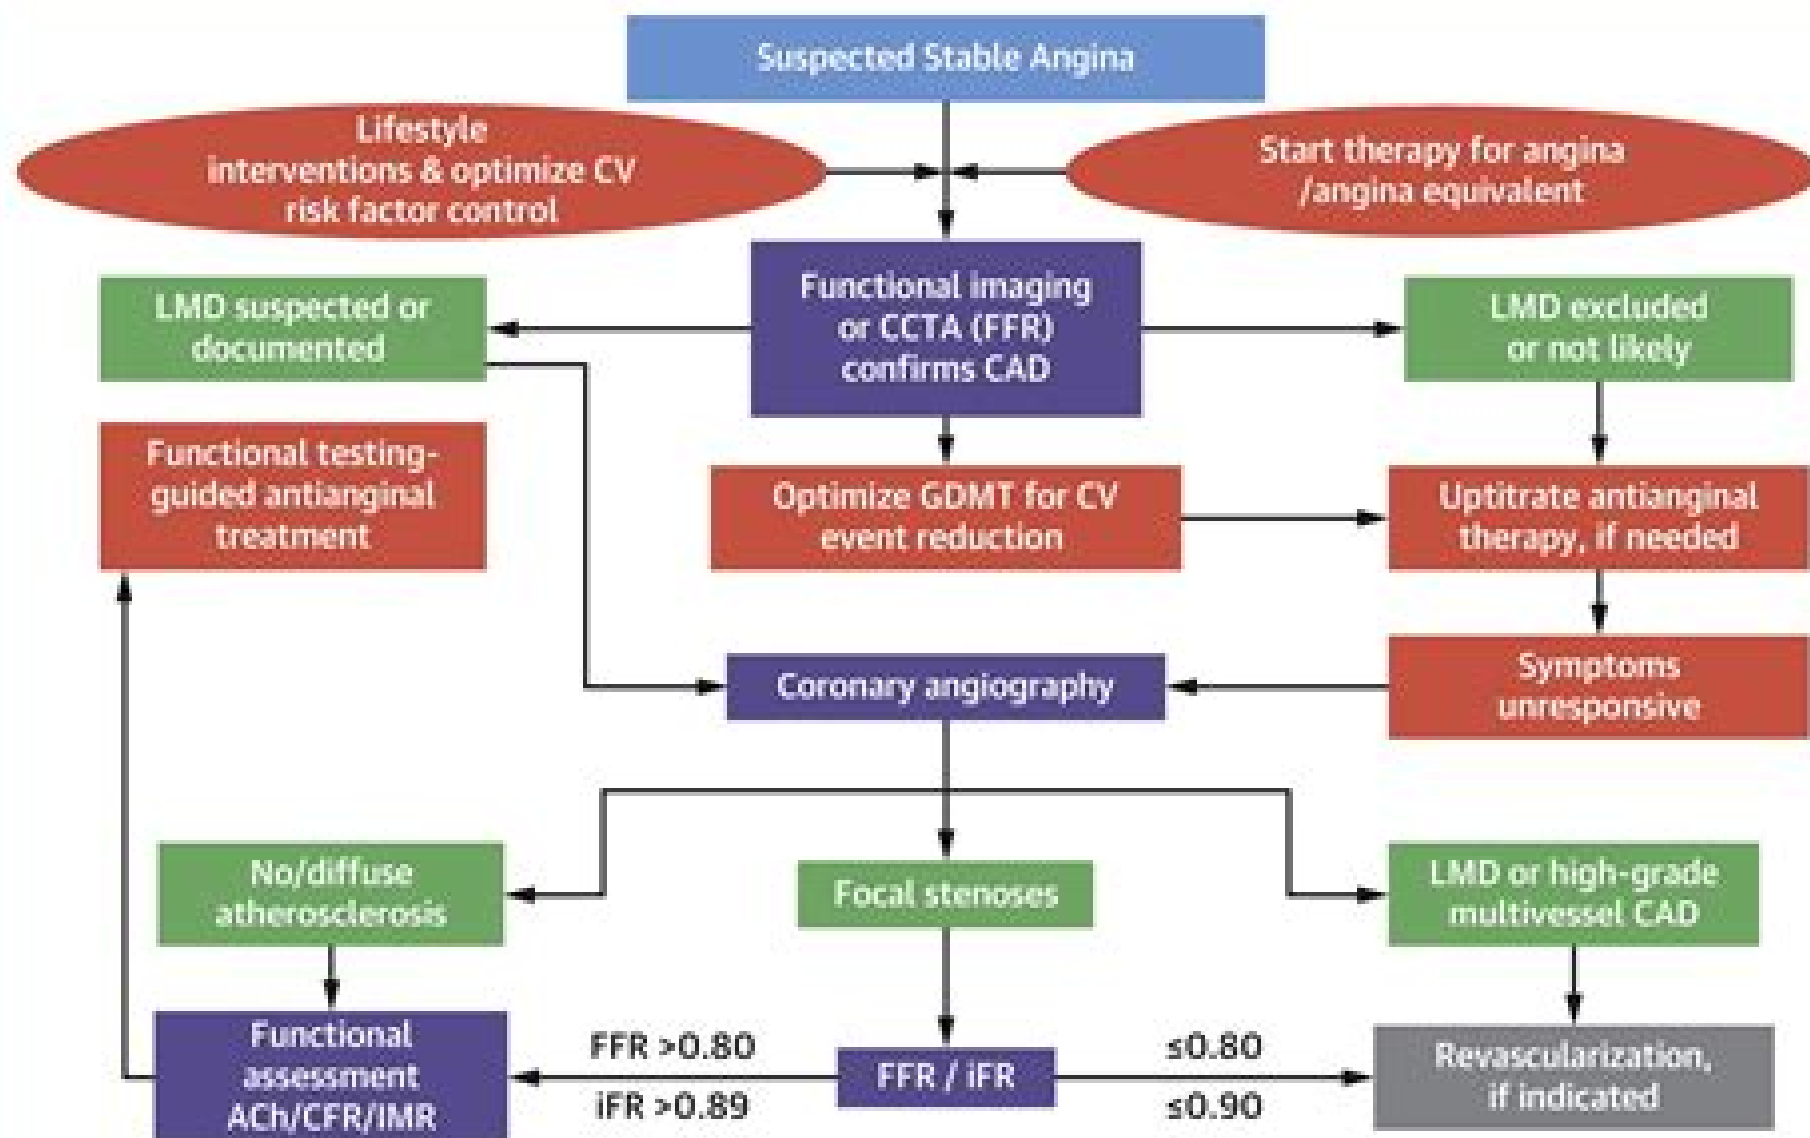 Suspected Stable Angina
Lifestyle
interventions & optimize CV
risk factor control
Start therapy for angina
/angina equivalent
LMD suspected or
documented
Functional imaging
or CCTA (FFR)
confirms CAD
LMD excluded
or not likely
Functional testing-
guided antianginal
treatment
Optimize GDMT for CV
event reduction
Uptitrate antianginal
therapy, if needed
Coronary angiography
Symptoms
unresponsive
No/diffuse
atherosclerosis
Focal stenoses
LMD or high-grade
multivessel CAD
Functional
assessment
ACh/CFR/IMR
FFR >0.80
iFR >0.89
FFR / iFR
≤0.80
≤0.90
Revascularization,
if indicated